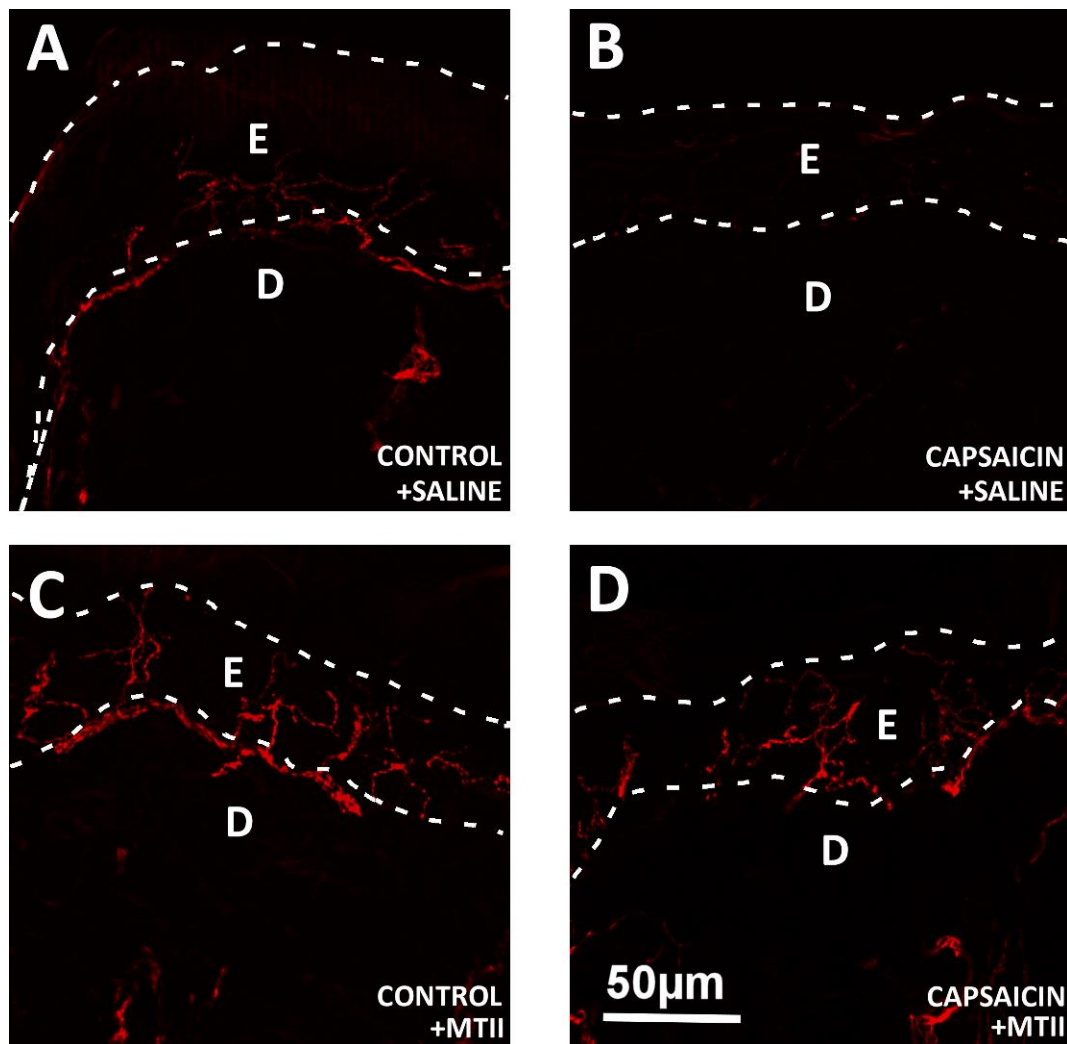 A
E
D
CONTROL
+SALINE
B
E
D
CAPSAICIN
+SALINE
C
E
D
CONTROL
+MTII
D
E
D
50µm
CAPSAICIN
+MTII